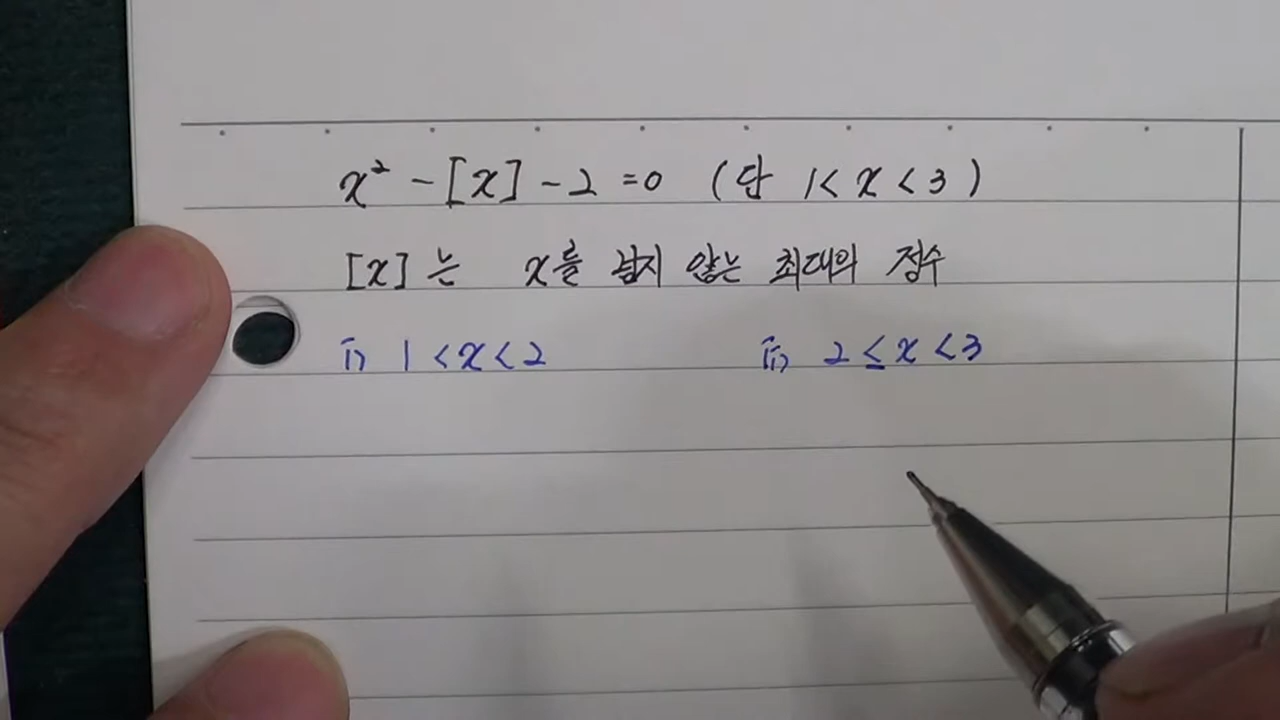 x² - [x] - 2 = 0 (단 1 < x < 3)
[x] 는 x를 넘지 않는 최대의 정수
i) 1 < x < 2 ii) 2 ≤ x < 3